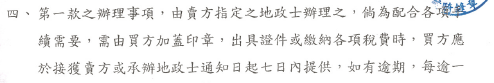 四、第一款之辦理事項，由賣方指定之地政士辦理之，倘為配合各項手
續需要，需由買方加蓋印章，出具證件或繳納各項稅費時，買方應
於接獲賣方或承辦地政士通知日起七日內提供，如有逾期，每逾一